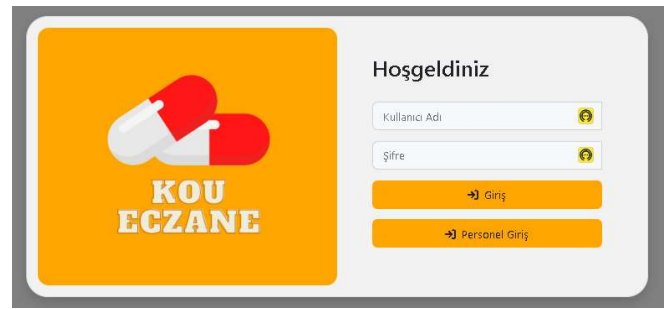 KOU
ECZANE
Hoşgeldiniz
Kullanıcı Adı
Şifre
Giriş
Personel Giriş